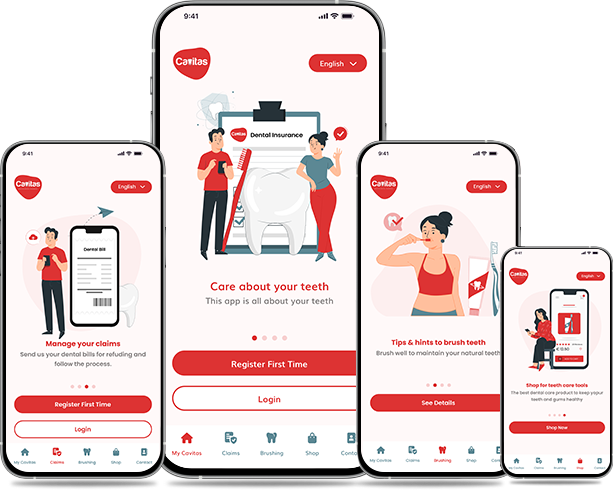 9:41
Cavitas
English
Dental Insurance
Care about your teeth
This app is all about your teeth
Register First Time
Login
My Cavitas
Claims
Brushing
Shop
Conta
9:41
Cavitas
English
Dental Bill
Manage your claims
Send us your dental bills for refuding and
follow the process.
Register First Time
Login
My Cavitas
Claims
Brushing
Shop
Contact
9:41
Cavitas
English
Tips & hints to brush teeth
Brush well to maintain your natural teeth
See Details
My Cavitas
Claims
Brushing
Shop
Cont
9:41
Cavitas
English
Shop for teeth care tools
The best dental care product to keep ypour
teeth and gums healthy
Shop Now
My Cavitas
Claims
Brushing
Shop
Contact